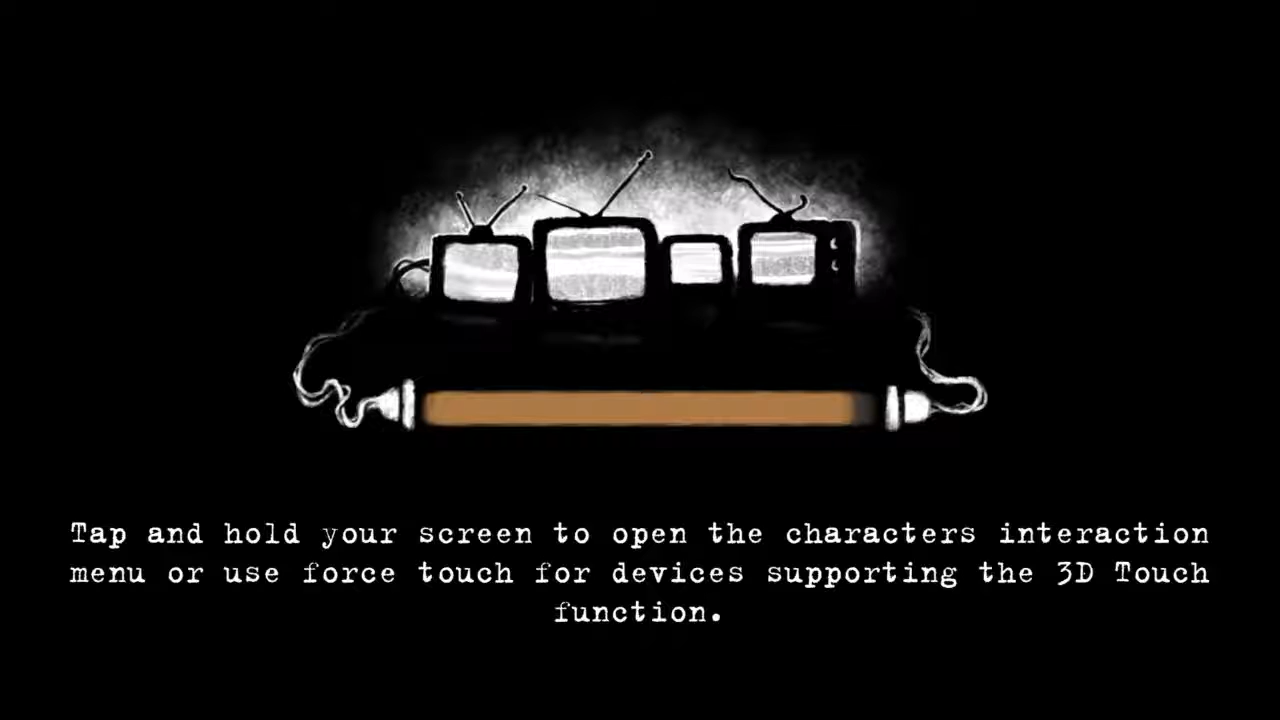 Tap and hold your screen to open the characters interaction
menu or use force touch for devices supporting the 3D Touch
function.